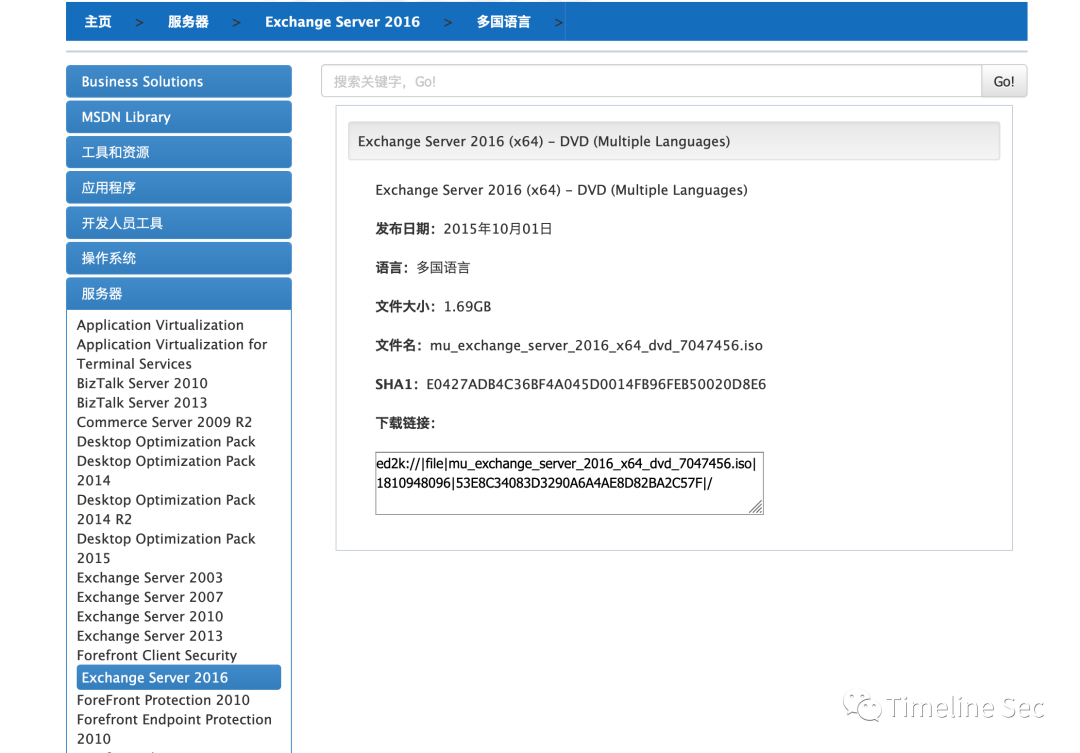 主页 > 服务器 > Exchange Server 2016 > 多国语言 >
Business Solutions
MSDN Library
工具和资源
应用程序
开发人员工具
操作系统
服务器
Application Virtualization
Application Virtualization for
Terminal Services
BizTalk Server 2010
BizTalk Server 2013
Commerce Server 2009 R2
Desktop Optimization Pack
Desktop Optimization Pack
2014
Desktop Optimization Pack
2014 R2
Desktop Optimization Pack
2015
Exchange Server 2003
Exchange Server 2007
Exchange Server 2010
Exchange Server 2013
Forefront Client Security
Exchange Server 2016
ForeFront Protection 2010
Forefront Endpoint Protection
2010
搜索关键字，Go!
Go!
Exchange Server 2016 (x64) – DVD (Multiple Languages)
Exchange Server 2016 (x64) – DVD (Multiple Languages)
发布日期：2015年10月01日
语言：多国语言
文件大小：1.69GB
文件名：mu_exchange_server_2016_x64_dvd_7047456.iso
SHA1：E0427ADB4C36BF4A045D0014FB96FEB50020D8E6
下载链接：
ed2k://|file|mu_exchange_server_2016_x64_dvd_7047456.iso|
1810948096|53E8C34083D3290A6A4AE8D82BA2C57F|/
Timeline Sec